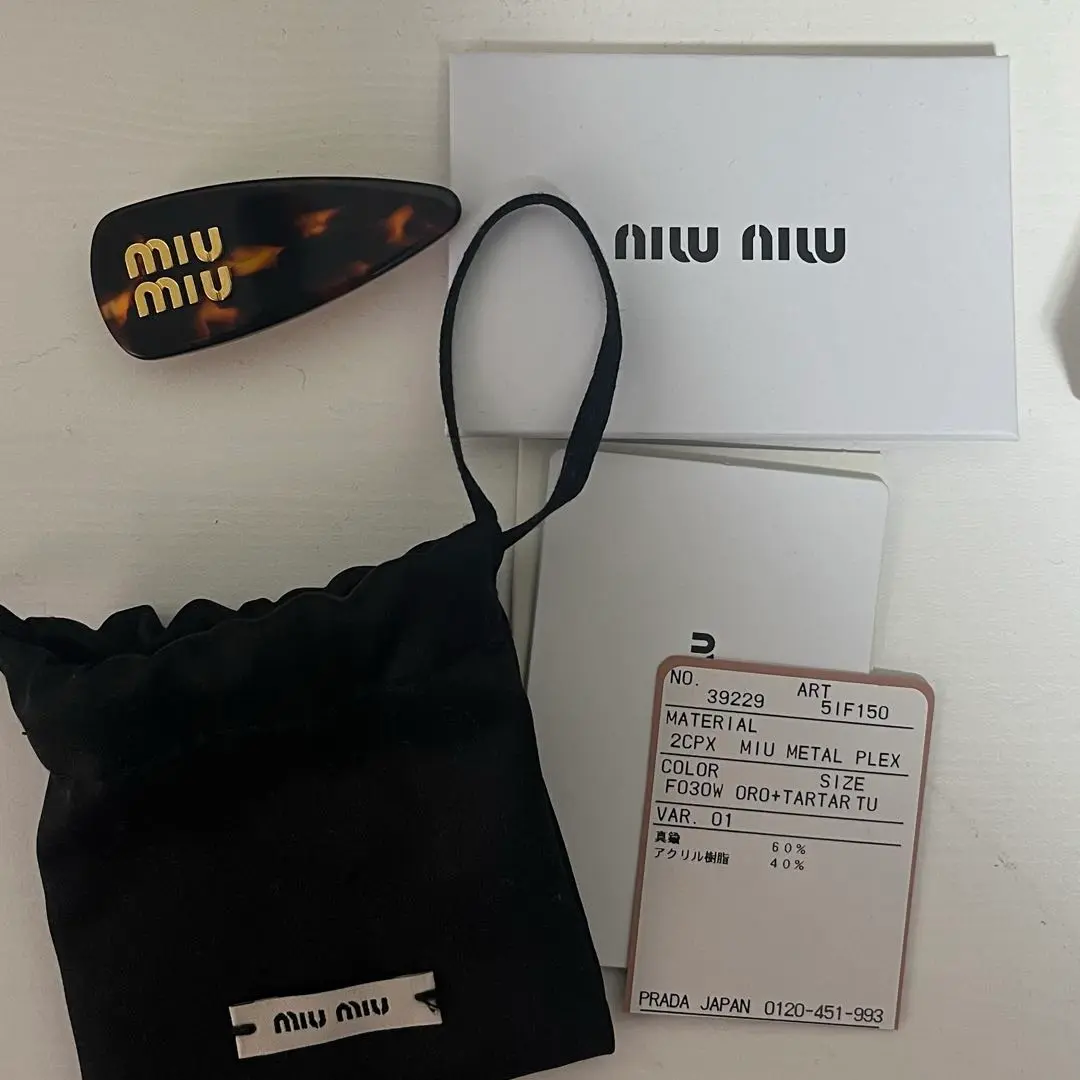 MIU
MIU
MIU MIU
NO. ART
39229 5IF150
MATERIAL
2CPX MIU METAL PLEX
COLOR SIZE
F030W ORO+TARTAR TU
VAR. 01
真鍮 60%
アクリル樹脂 40%
PRADA JAPAN 0120-451-993
MIU MIU